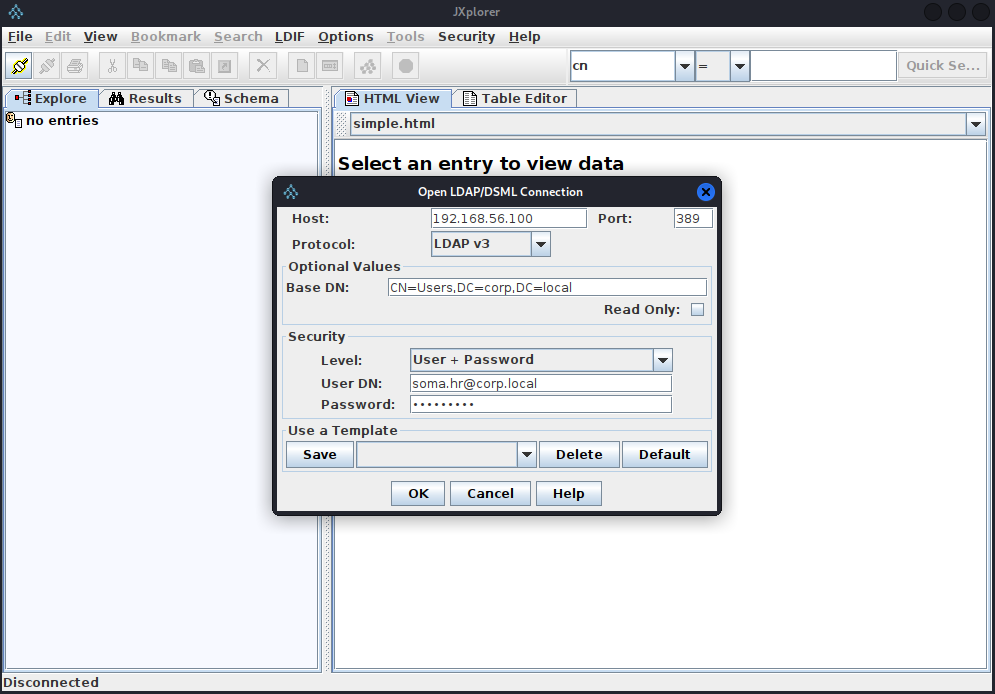 JXplorer
File Edit View Bookmark Search LDIF Options Tools Security Help
cn = Quick Se...
Explore Results Schema HTML View Table Editor
no entries simple.html
Select an entry to view data
Open LDAP/DSML Connection
Host: 192.168.56.100 Port: 389
Protocol: LDAP v3
Optional Values
Base DN: CN=Users,DC=corp,DC=local
Read Only:
Security
Level: User + Password
User DN: soma.hr@corp.local
Password: •••••••••
Use a Template
Save Delete Default
OK Cancel Help
Disconnected